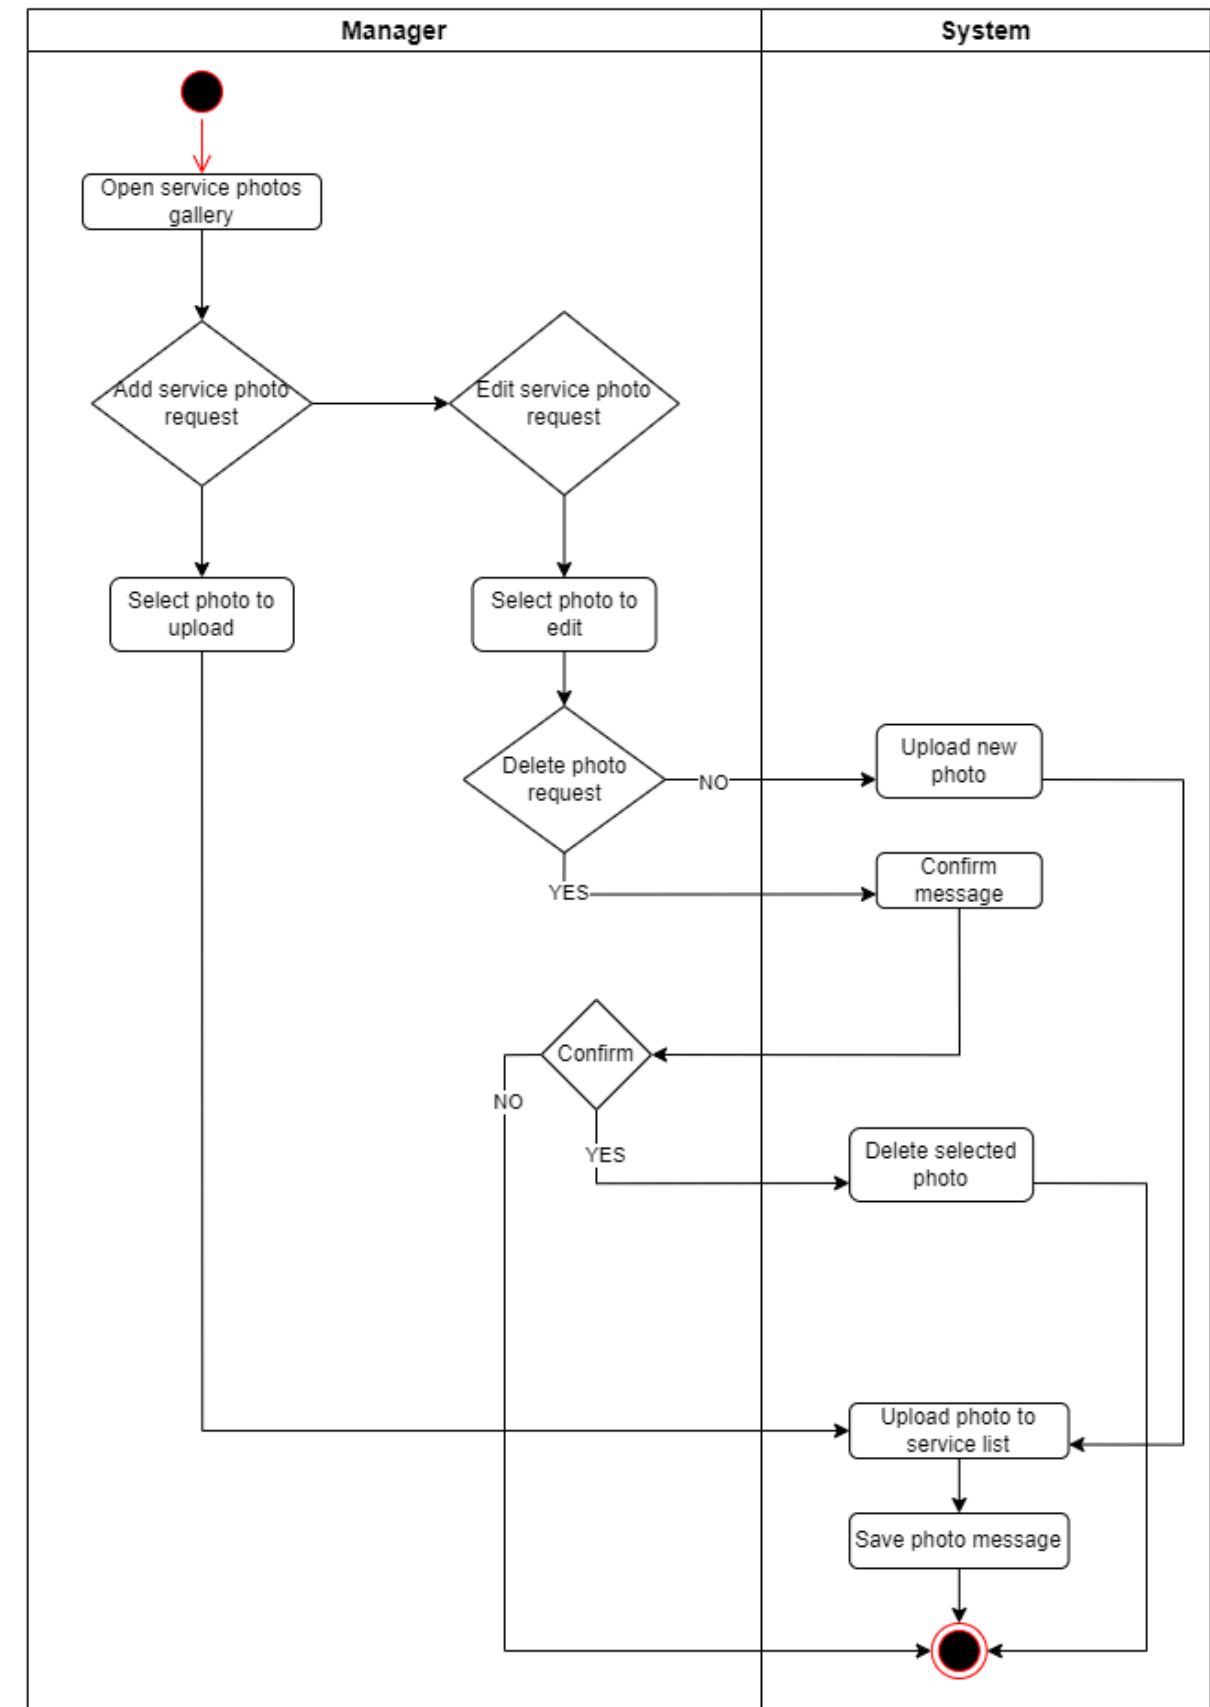 Manager
System
Open service photos
gallery
Add service photo
request
Edit service photo
request
Select photo to
upload
Select photo to
edit
Delete photo
request
NO
Upload new
photo
YES
Confirm
message
Confirm
NO
YES
Delete selected
photo
Upload photo to
service list
Save photo message